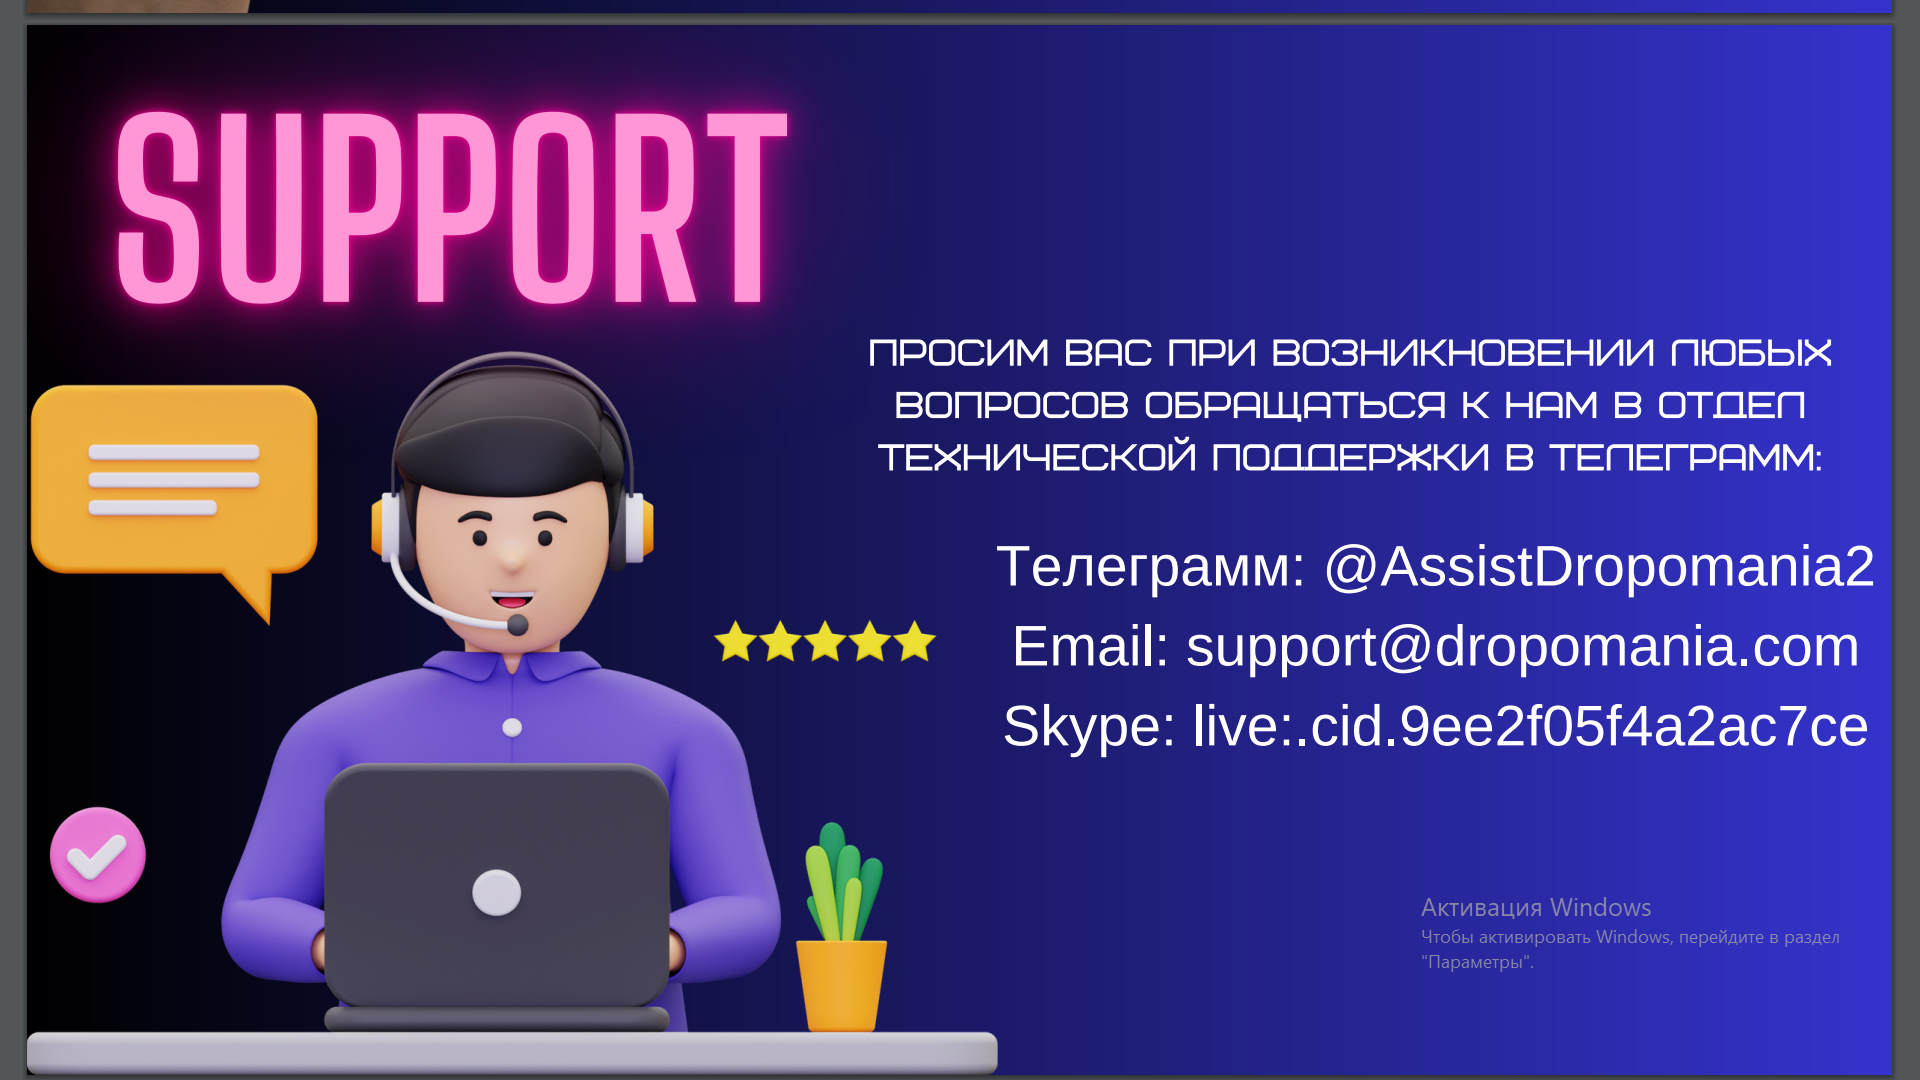 SUPPORT
ПРОСИМ ВАС ПРИ ВОЗНИКНОВЕНИИ ЛЮБЫХ
ВОПРОСОВ ОБРАЩАТЬСЯ К НАМ В ОТДЕЛ
ТЕХНИЧЕСКОЙ ПОДДЕРЖКИ В ТЕЛЕГРАММ:
Телеграмм: @AssistDropomania2
Email: support@dropomania.com
Skype: live:.cid.9ee2f05f4a2ac7ce
Активация Windows
Чтобы активировать Windows, перейдите в раздел
"Параметры".